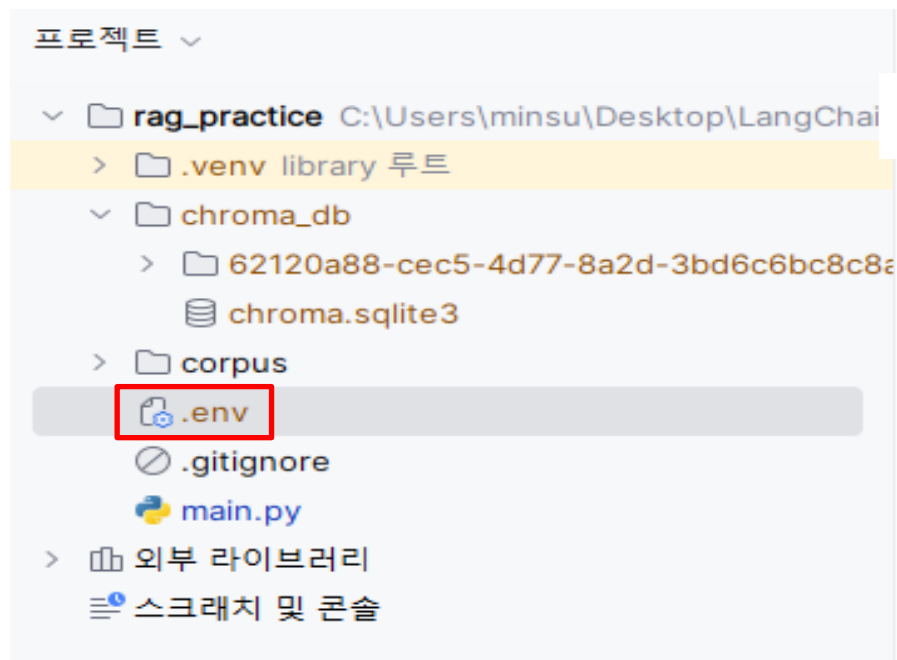 프로젝트
rag_practice C:\Users\minsu\Desktop\LangChai
.venv library 루트
chroma_db
62120a88-cec5-4d77-8a2d-3bd6c6bc8c8a
chroma.sqlite3
corpus
.env
.gitignore
main.py
외부 라이브러리
스크래치 및 콘솔